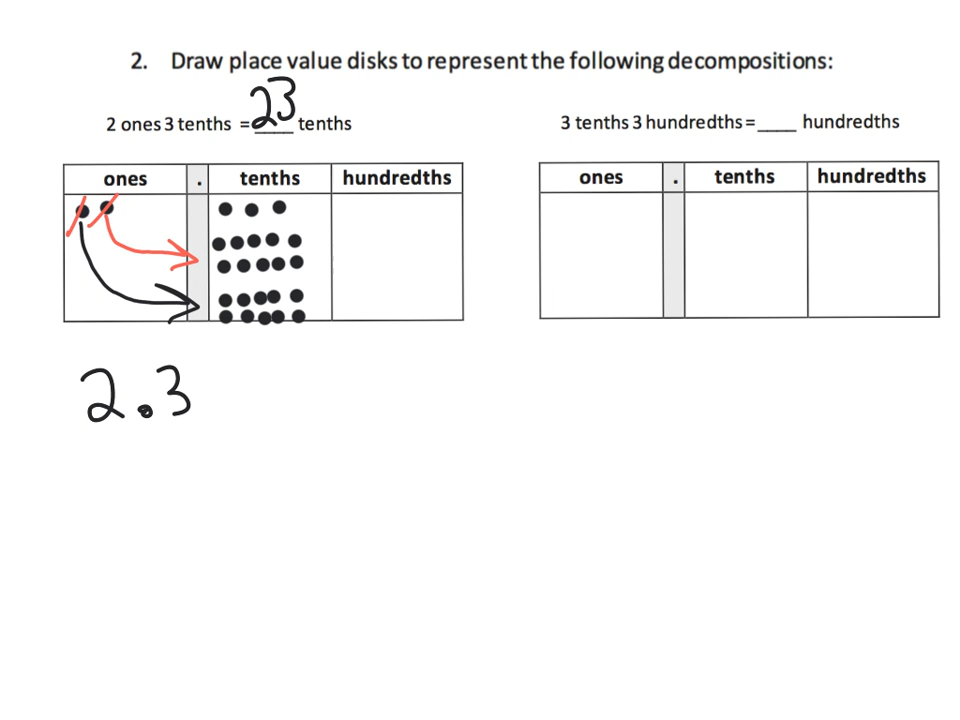 2. Draw place value disks to represent the following decompositions:
2 ones 3 tenths = 23 tenths
3 tenths 3 hundredths = ____ hundredths
ones . tenths hundredths
ones . tenths hundredths
2.3